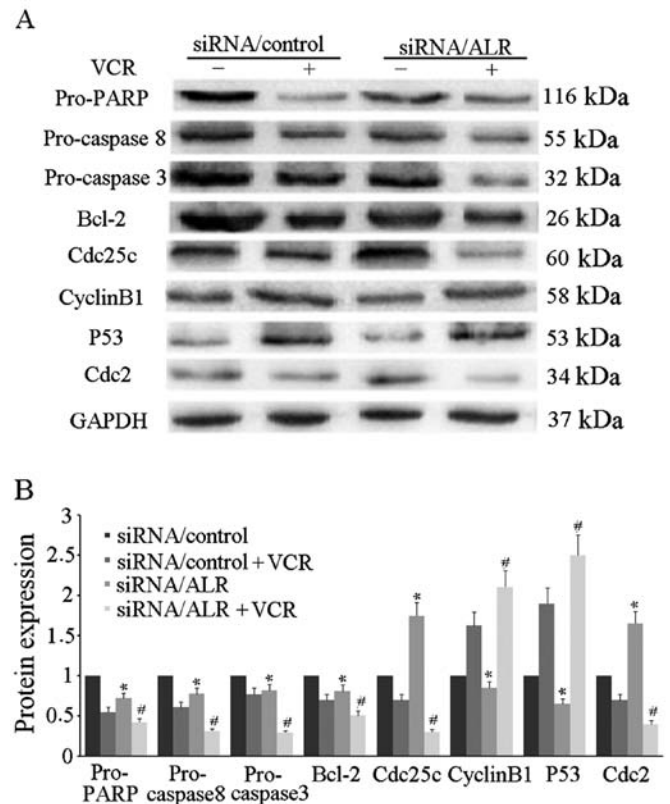 A
siRNA/control siRNA/ALR
VCR − + − +
Pro-PARP 116 kDa
Pro-caspase 8 55 kDa
Pro-caspase 3 32 kDa
Bcl-2 26 kDa
Cdc25c 60 kDa
CyclinB1 58 kDa
P53 53 kDa
Cdc2 34 kDa
GAPDH 37 kDa
B
Protein expression
3
2.5
2
1.5
1
0.5
0
siRNA/control
siRNA/control + VCR
siRNA/ALR
siRNA/ALR + VCR
* # * # * # * # * # * # * # * #
Pro- Pro- Pro- Bcl-2 Cdc25c CyclinB1 P53 Cdc2
PARP caspase8 caspase3